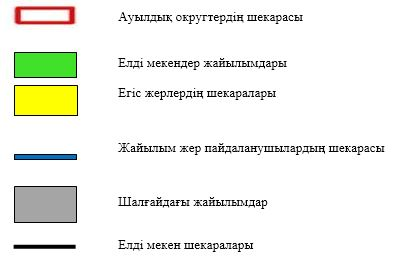 Ауылдық округтердің шекарасы
Елді мекендер жайылымдары
Егіс жерлердің шекаралары
Жайылым жер пайдаланушылардың шекарасы
Шалғайдағы жайылымдар
Елді мекен шекаралары